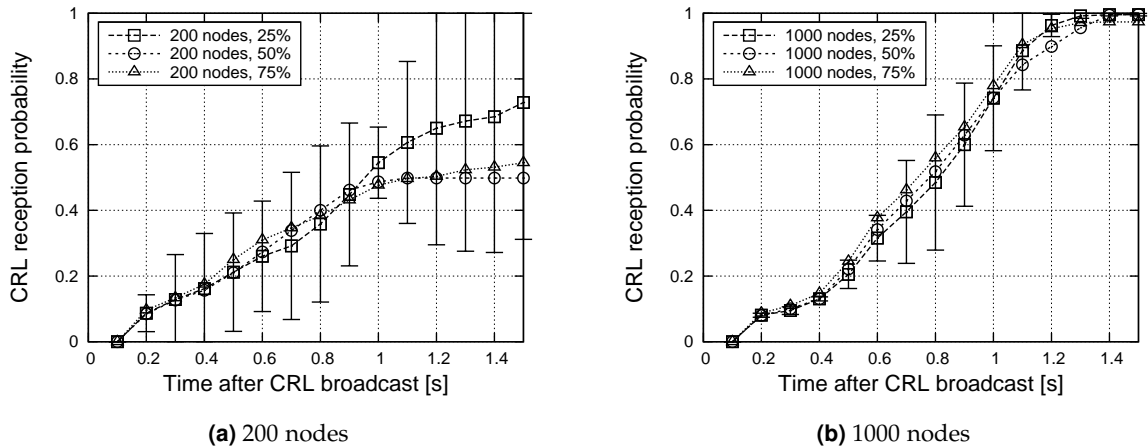 CRL reception probability
1
0.8
0.6
0.4
0.2
0
200 nodes, 25%
200 nodes, 50%
200 nodes, 75%
0 0.2 0.4 0.6 0.8 1 1.2 1.4
Time after CRL broadcast [s]
(a) 200 nodes
CRL reception probability
1
0.8
0.6
0.4
0.2
0
1000 nodes, 25%
1000 nodes, 50%
1000 nodes, 75%
0 0.2 0.4 0.6 0.8 1 1.2 1.4
Time after CRL broadcast [s]
(b) 1000 nodes